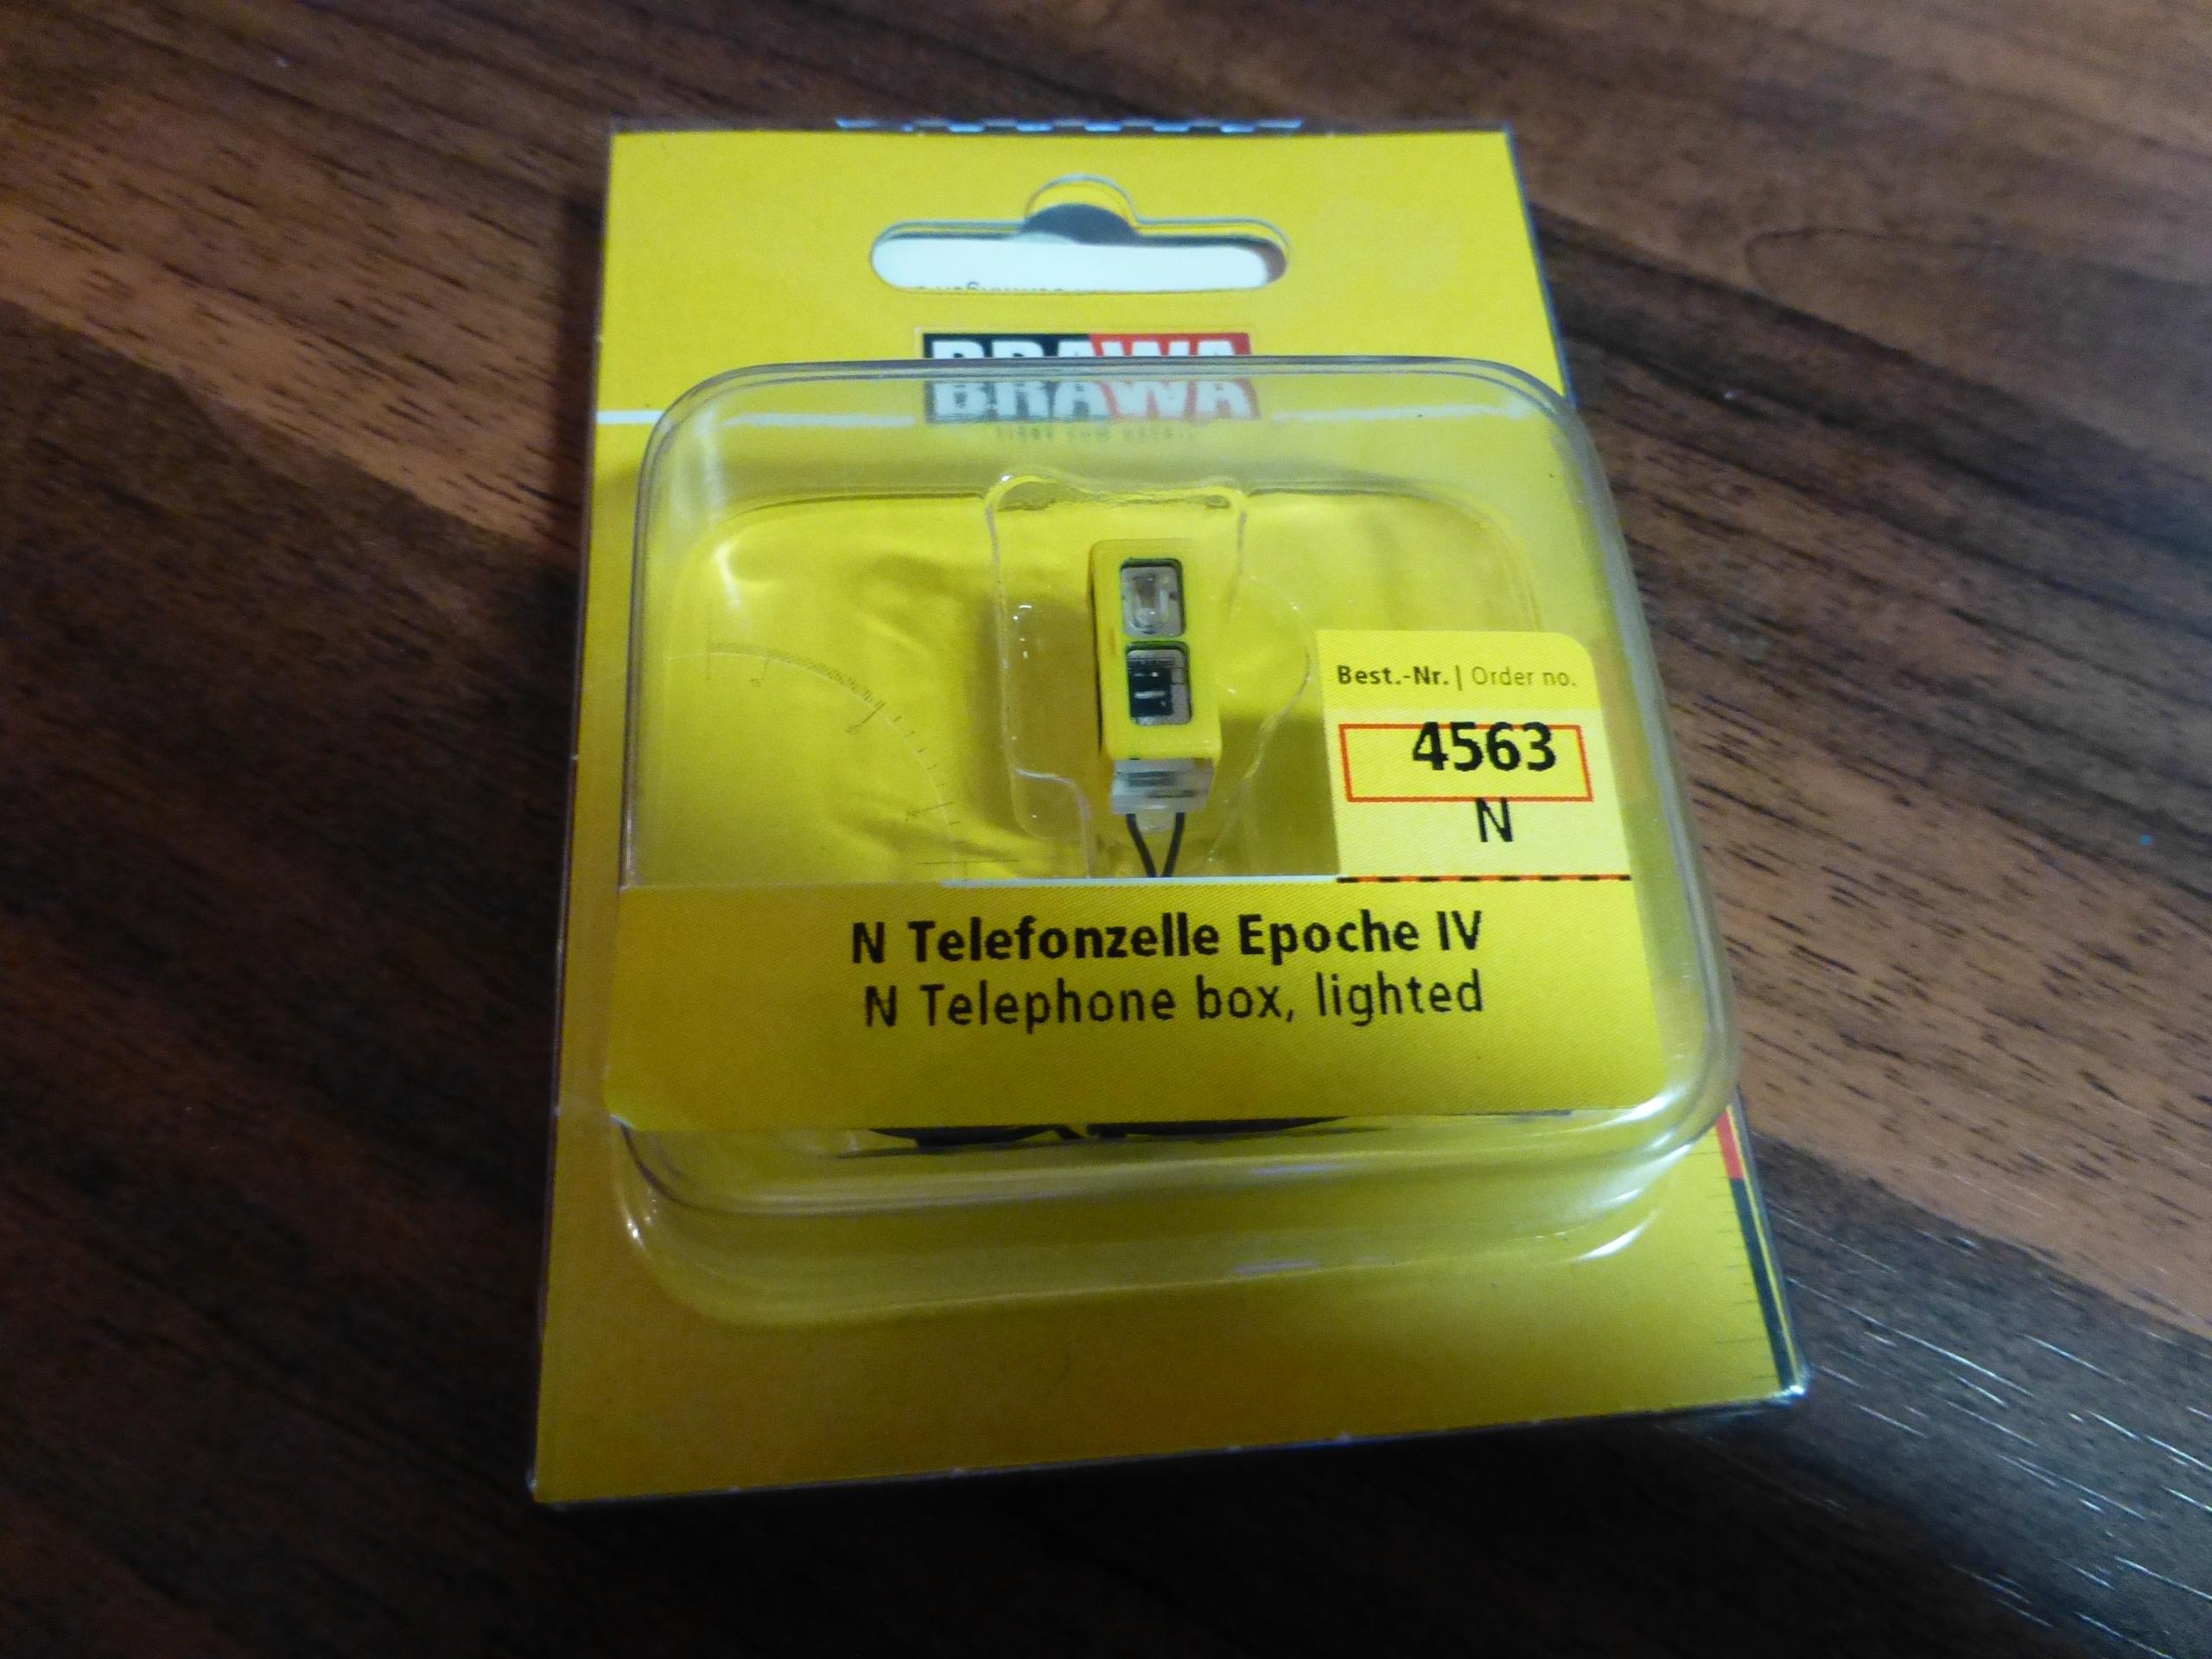 BRAWA
Best.-Nr. | Order no.
4563
N
N Telefonzelle Epoche IV
N Telephone box, lighted